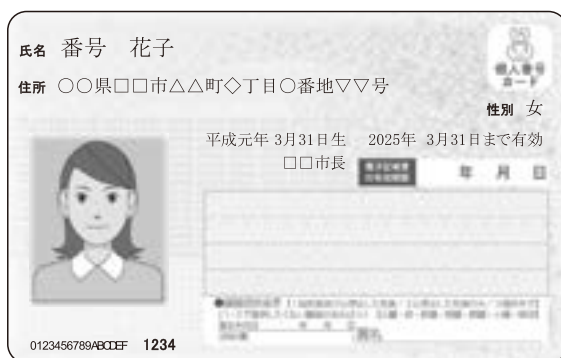 氏名 番号 花子
個人番号
カード
住所 ○○県□□市△△町◇丁目○番地▽▽号
性別 女
平成元年 3月31日生 2025年 3月31日まで有効
□□市長
年 月 日
0123456789ABCDEF 1234